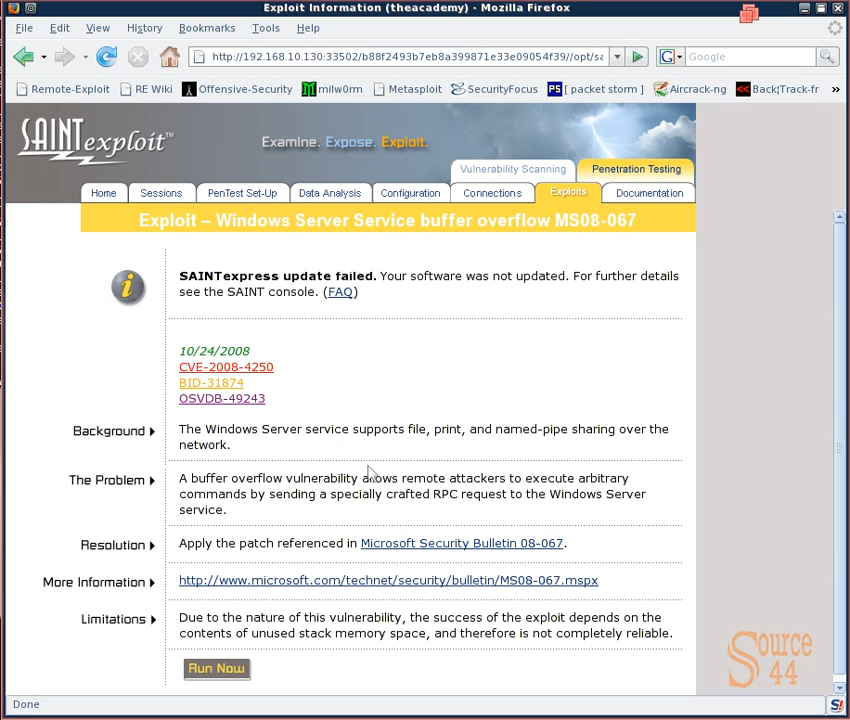 Exploit Information (theacademy) - Mozilla Firefox
File Edit View History Bookmarks Tools Help
http://192.168.10.130:33502/b88f2493b7eb8a399871e33e09054f39//opt/sa
G Google
Remote-Exploit RE Wiki Offensive-Security milw0rm Metasploit SecurityFocus PS [ packet storm ] Aircrack-ng Back¦Track-fr »
SAINTexploit™
Examine. Expose. Exploit.
Vulnerability Scanning Penetration Testing
Home Sessions PenTest Set-Up Data Analysis Configuration Connections Exploits Documentation
Exploit – Windows Server Service buffer overflow MS08-067
SAINTexpress update failed. Your software was not updated. For further details
see the SAINT console. (FAQ)
10/24/2008
CVE-2008-4250
BID-31874
OSVDB-49243
Background
The Windows Server service supports file, print, and named-pipe sharing over the
network.
The Problem
A buffer overflow vulnerability allows remote attackers to execute arbitrary
commands by sending a specially crafted RPC request to the Windows Server
service.
Resolution
Apply the patch referenced in Microsoft Security Bulletin 08-067.
More Information
http://www.microsoft.com/technet/security/bulletin/MS08-067.mspx
Limitations
Due to the nature of this vulnerability, the success of the exploit depends on the
contents of unused stack memory space, and therefore is not completely reliable.
Run Now
Source
44
Done
S!